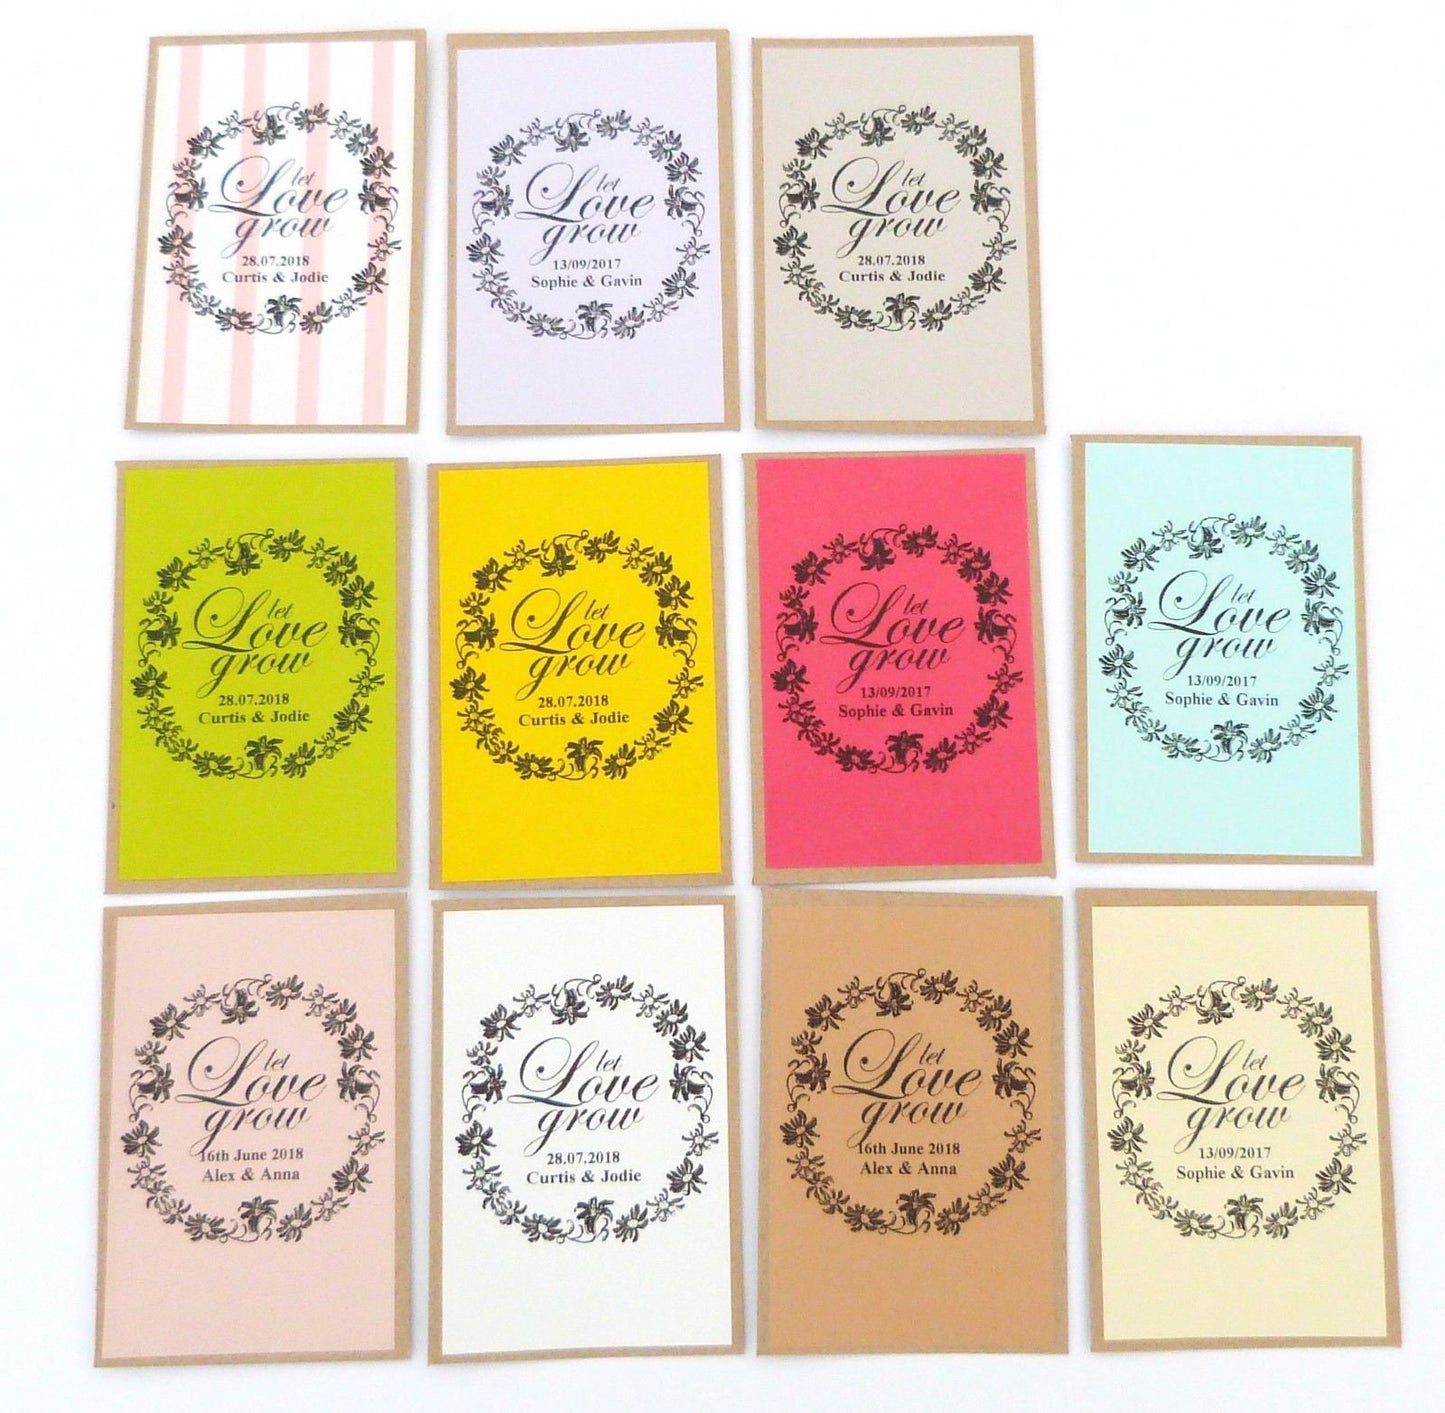 let
Love
grow
28.07.2018
Curtis & Jodie
let
Love
grow
13/09/2017
Sophie & Gavin
let
Love
grow
28.07.2018
Curtis & Jodie
let
Love
grow
28.07.2018
Curtis & Jodie
let
Love
grow
28.07.2018
Curtis & Jodie
let
Love
grow
13/09/2017
Sophie & Gavin
let
Love
grow
13/09/2017
Sophie & Gavin
let
Love
grow
16th June 2018
Alex & Anna
let
Love
grow
28.07.2018
Curtis & Jodie
let
Love
grow
16th June 2018
Alex & Anna
let
Love
grow
13/09/2017
Sophie & Gavin